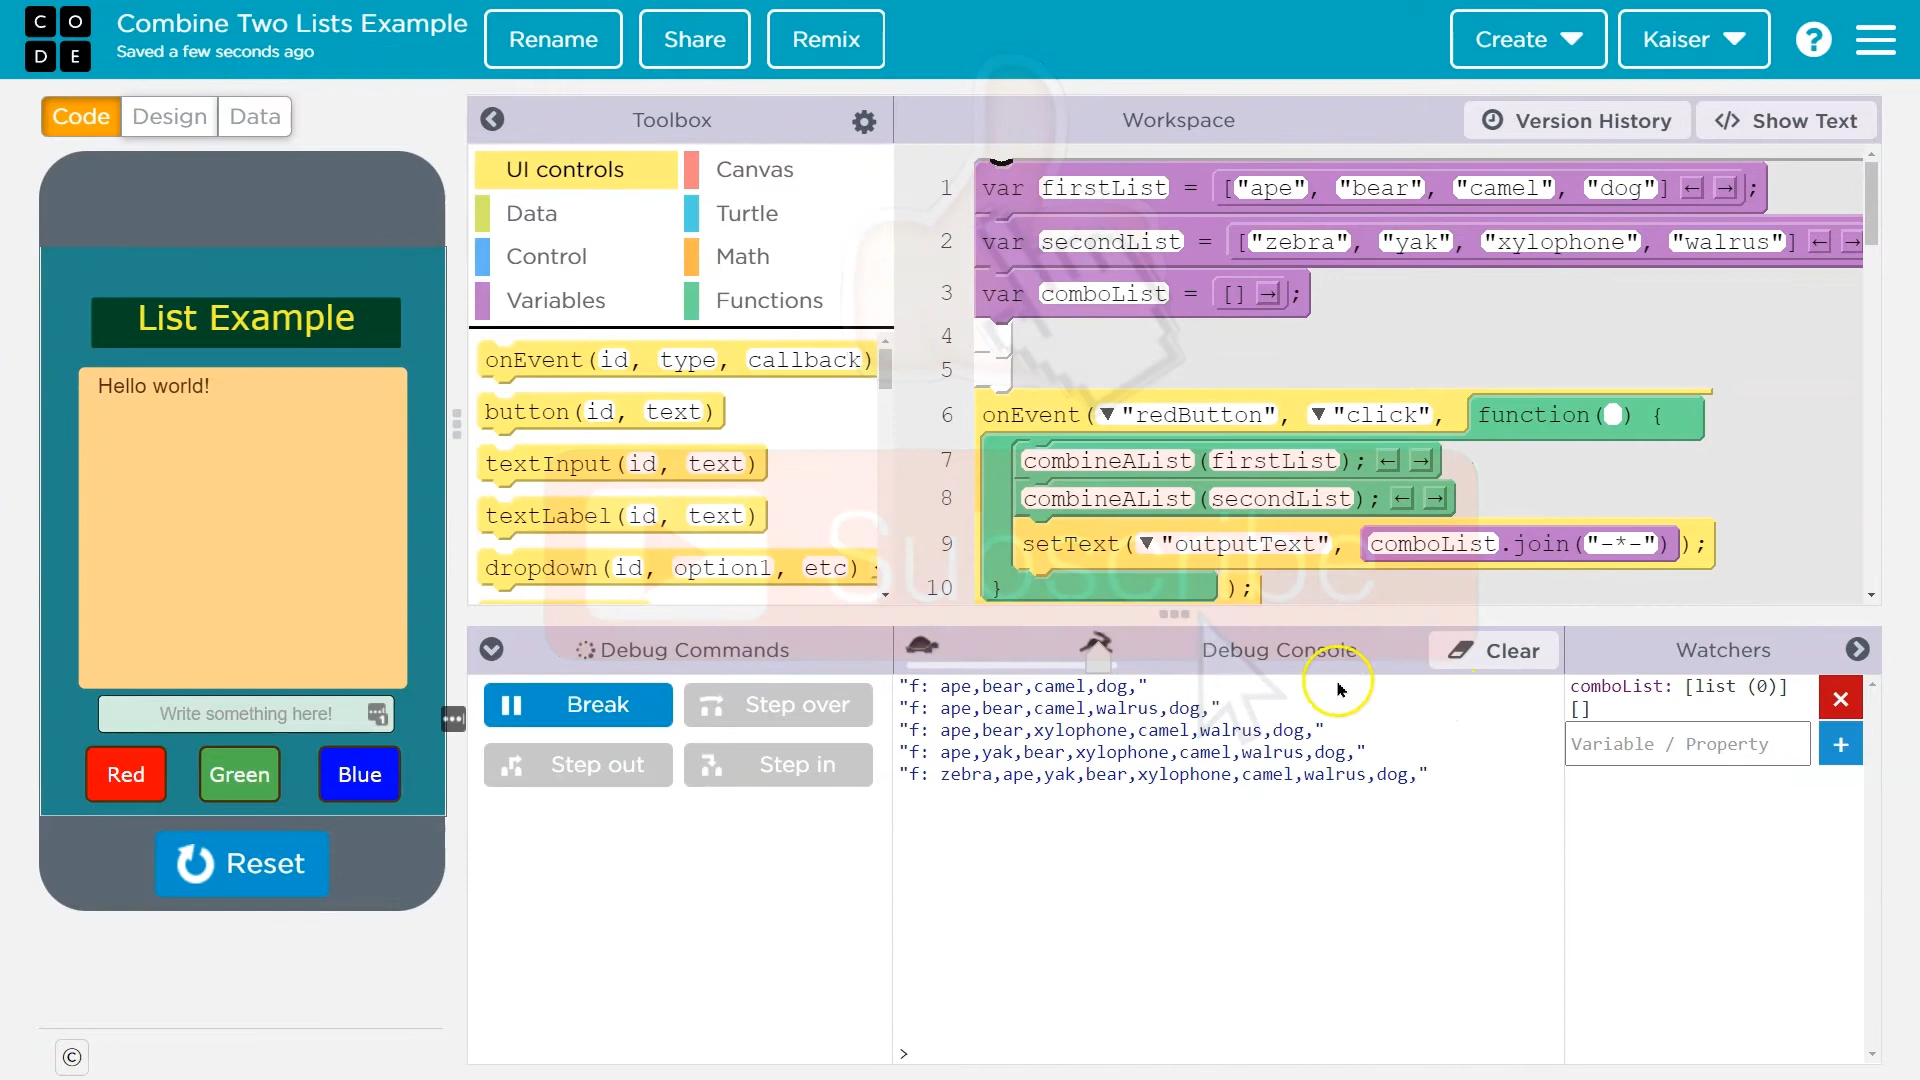 C O D E
Combine Two Lists Example
Saved a few seconds ago
Rename
Share
Remix
Create
Kaiser
?
Code
Design
Data
Toolbox
Workspace
Version History
</> Show Text
UI controls
Canvas
Data
Turtle
Control
Math
Variables
Functions
onEvent(id, type, callback)
button(id, text)
textInput(id, text)
textLabel(id, text)
dropdown(id, option1, etc)
1 var firstList = ["ape", "bear", "camel", "dog"] ← → ;
2 var secondList = ["zebra", "yak", "xylophone", "walrus"] ← →
3 var comboList = [] → ;
4
5
6 onEvent(▼"redButton", ▼"click", function() {
7 combineAList(firstList); ← →
8 combineAList(secondList); ← →
9 setText(▼"outputText", comboList.join("-*-"));
10 } );
Subscribe
List Example
Hello world!
Write something here!
Red
Green
Blue
Reset
©
Debug Commands
Break
Step over
Step out
Step in
Debug Console
Clear
"f: ape,bear,camel,dog,"
"f: ape,bear,camel,walrus,dog,"
"f: ape,bear,xylophone,camel,walrus,dog,"
"f: ape,yak,bear,xylophone,camel,walrus,dog,"
"f: zebra,ape,yak,bear,xylophone,camel,walrus,dog,"
>
Watchers
comboList: [list (0)]
[]
Variable / Property